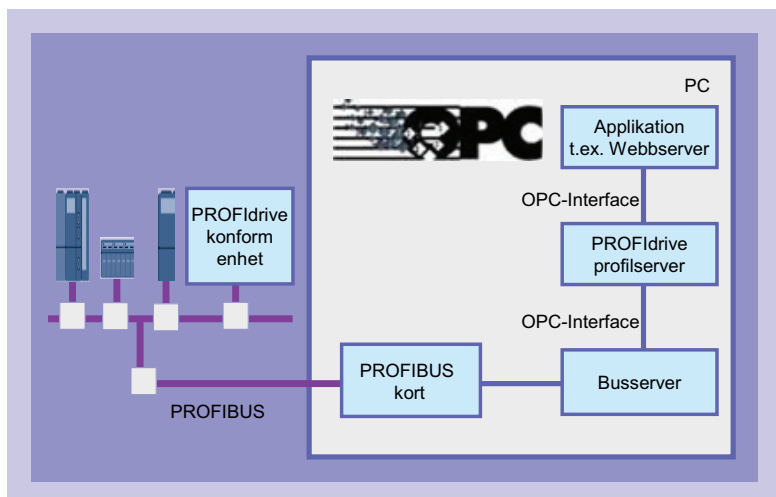 PC
OPC
Applikation
t.ex. Webbserver
OPC-Interface
PROFIdrive
konform
enhet
PROFIdrive
profilserver
OPC-Interface
PROFIBUS
kort
Busserver
PROFIBUS